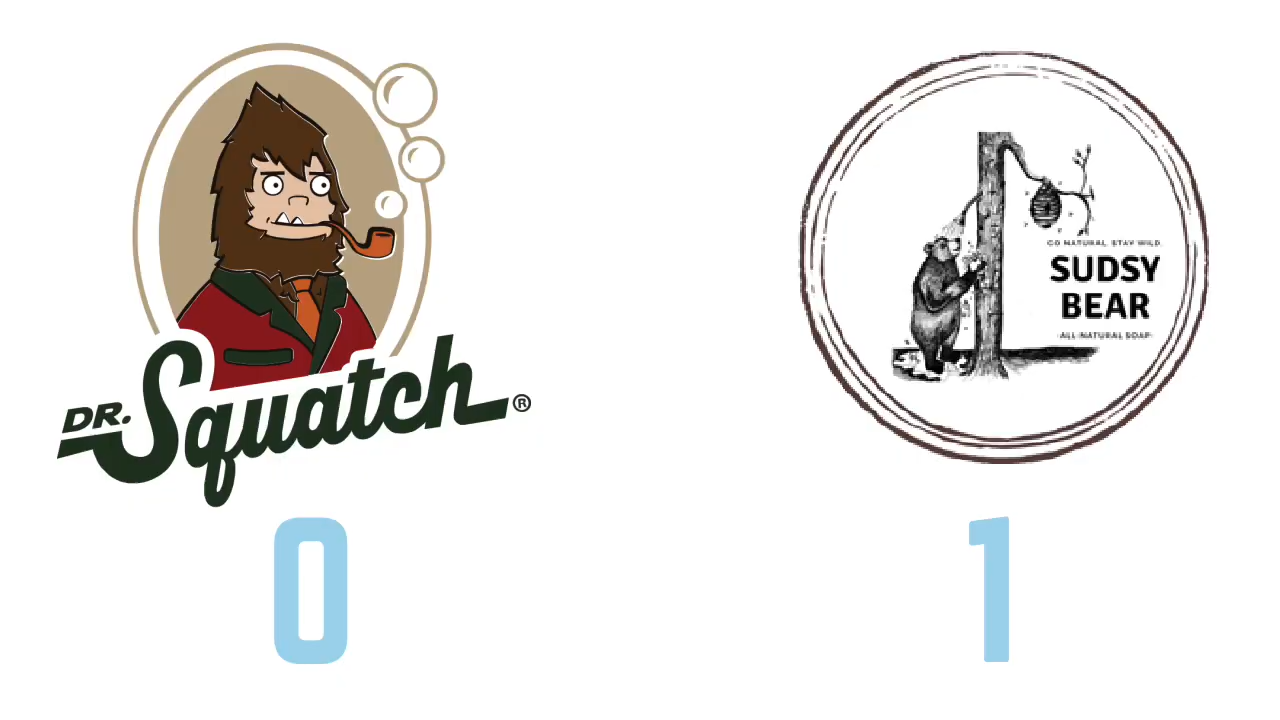 DR. Squatch®
GO NATURAL. STAY WILD.
SUDSY
BEAR
·ALL NATURAL SOAP·
0
1